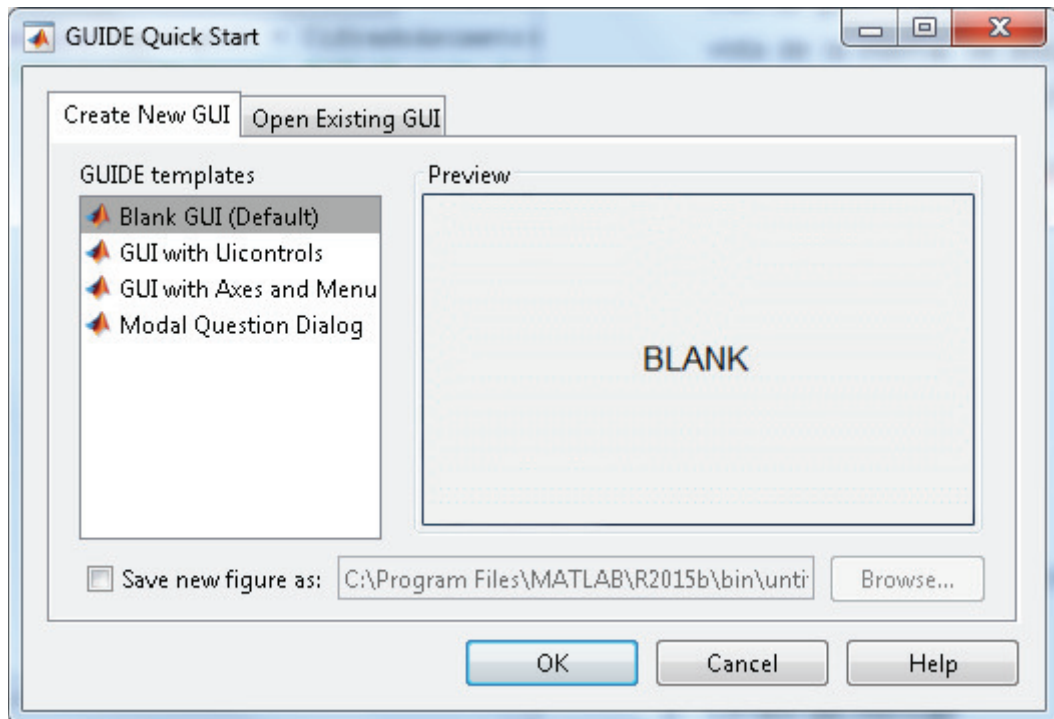 GUIDE Quick Start
Create New GUI
Open Existing GUI
GUIDE templates
Blank GUI (Default)
GUI with Uicontrols
GUI with Axes and Menu
Modal Question Dialog
Preview
BLANK
Save new figure as:
C:\Program Files\MATLAB\R2015b\bin\unti
Browse...
OK
Cancel
Help